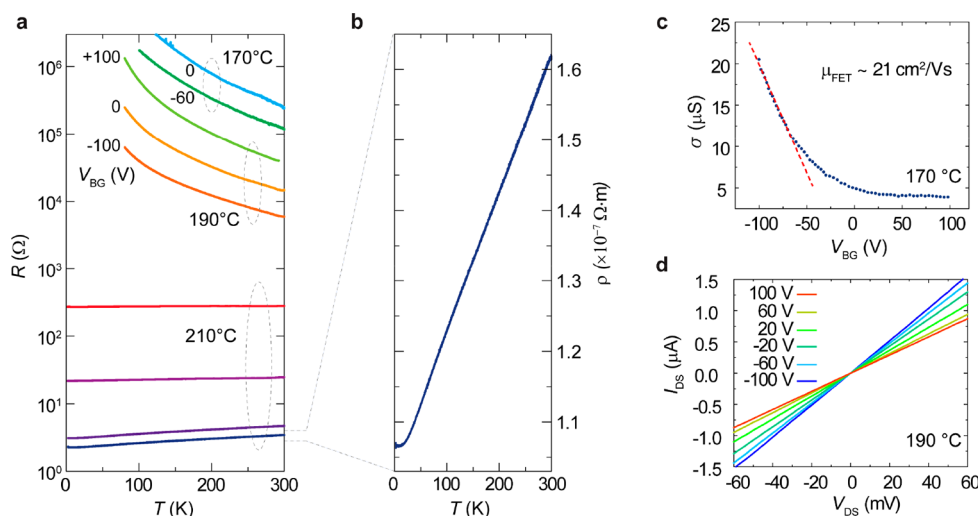 a
10⁶
10⁵
10⁴
10³
10²
10¹
10⁰
R (Ω)
0
100
200
300
T (K)
+100
0
-100
V_BG (V)
170°C
0
-60
190°C
210°C
b
0
100
200
300
T (K)
1.6
1.5
1.4
1.3
1.2
1.1
ρ (×10⁻⁷ Ω·m)
c
25
20
15
10
5
σ (μS)
μ_FET ~ 21 cm²/Vs
170 °C
-100
-50
0
50
100
V_BG (V)
d
1.5
1.0
0.5
0.0
-0.5
-1.0
-1.5
I_DS (μA)
100 V
60 V
20 V
-20 V
-60 V
-100 V
190 °C
-60
-40
-20
0
20
40
60
V_DS (mV)